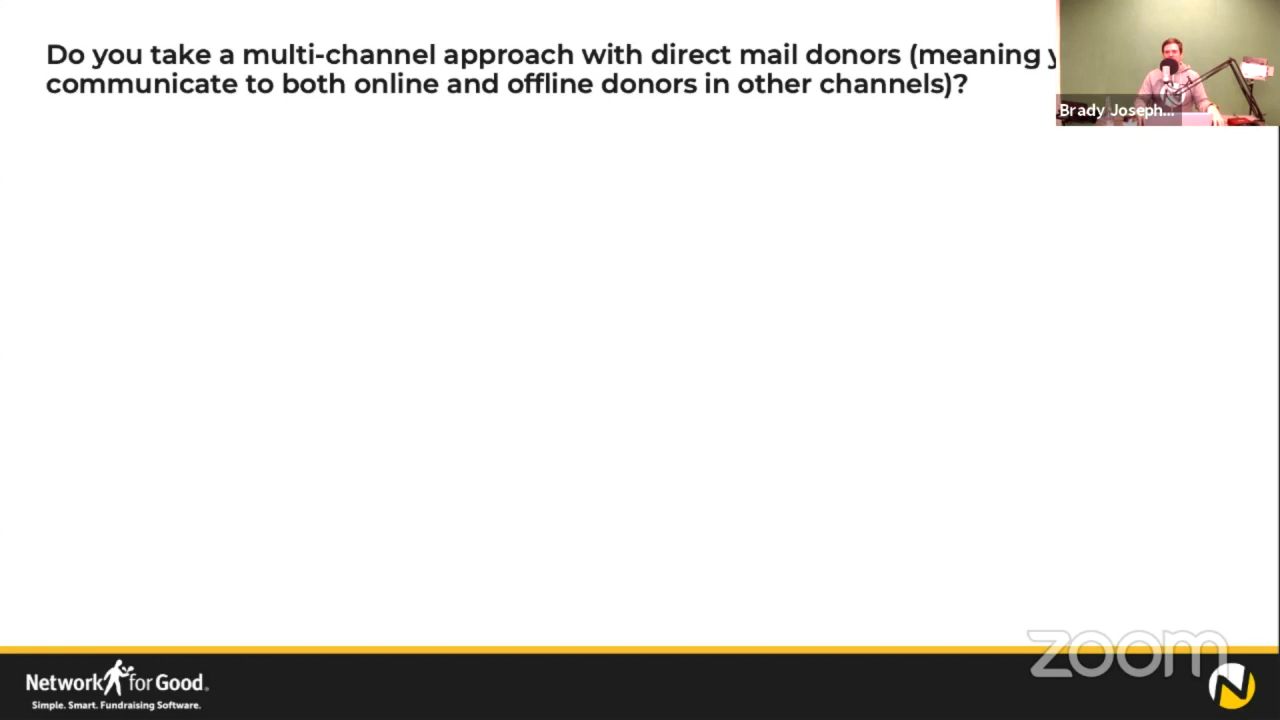 Do you take a multi-channel approach with direct mail donors (meaning
communicate to both online and offline donors in other channels)?
Brady Joseph...
zoom
Network for Good.
Simple. Smart. Fundraising Software.
N